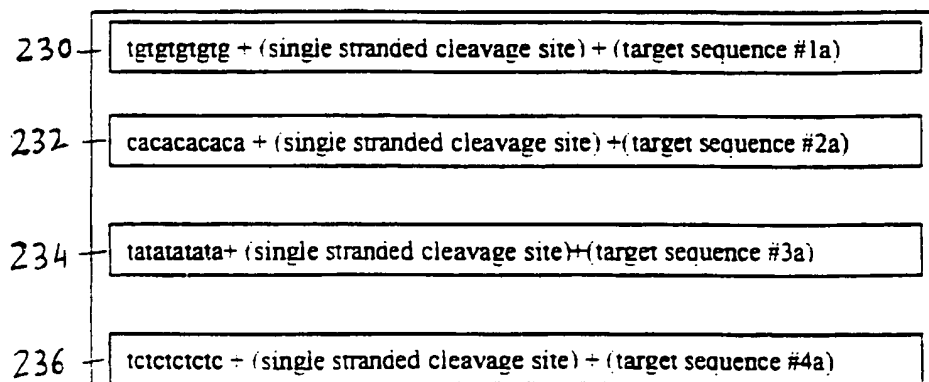 230 tgtgtgtgtg + (single stranded cleavage site) + (target sequence #1a)
232 cacacacaca + (single stranded cleavage site) +(target sequence #2a)
234 tatatatata+ (single stranded cleavage site)+(target sequence #3a)
236 tctctctctc + (single stranded cleavage site) + (target sequence #4a)